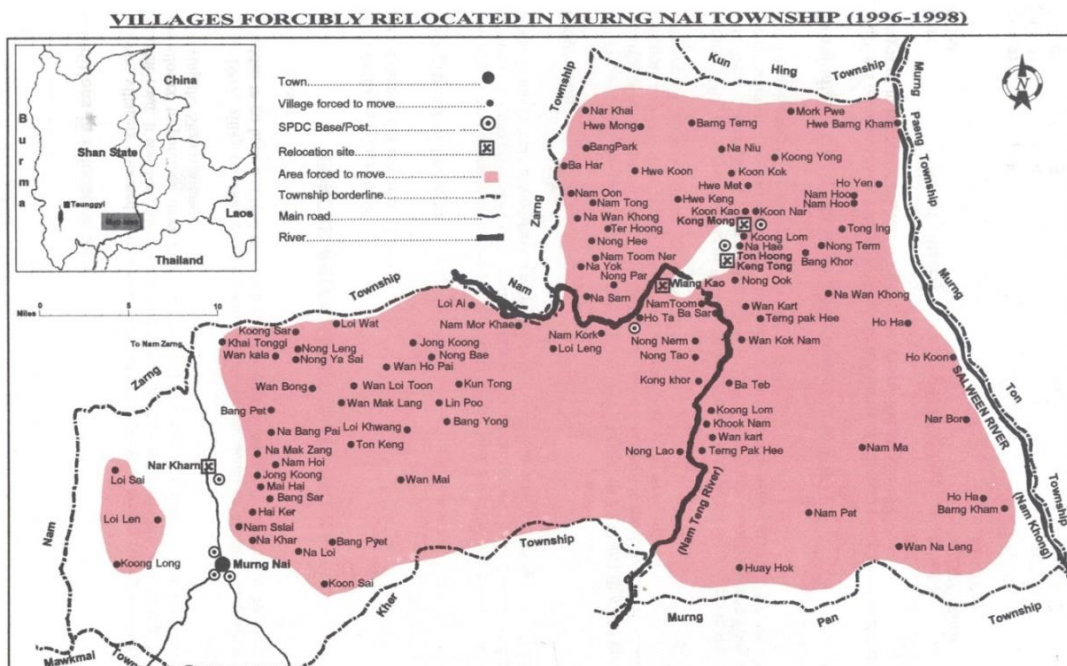 VILLAGES FORCIBLY RELOCATED IN MURNG NAI TOWNSHIP (1996-1998)
China
Burma
Shan State
Taunggyi
Laos
Thailand
Miles
0
10
Town
Village forced to move
SPDC Base/Post
Relocation site
Area forced to move
Township borderline
Main road
River
N
Township
Kun Hing Township
Murng Paeng Township
Nar Khai
Mork Pwe
Hwe Mong
Barng Terng
Hwe Barng Kham
BangPark
Na Niu
Koong Yong
Ba Har
Hwe Koon
Koon Kok
Zarng
Nam Oon
Hwe Met
Ho Yen
Nam Tong
Hwe Keng
Nam Hoo
Nam Hoo
Na Wan Khong
Koon Kao
Koon Nar
Kong Mong
Ter Hoong
Tong Ing
Nong Hee
Koong Lom
Na Hae
Nong Term
Nam Toom Ner
Ton Hoong
Keng Tong
Bang Khor
Na Yok
Nong Par
Nong Ook
Nam
Wiang Kao
Murng
Township
Na Sam
NamToom
Ba Sare
Na Wan Khong
Loi Al
Wan Kart
Terng pak Hee
Ho Ta
Loi Wat
Nam Mor Khae
Nam Kork
Ho Ha
Koong Sar
To Nam Zarng
Khai Tonggi
Nong Leng
Jong Koong
Loi Leng
Nong Nerm
Wan Kok Nam
Wan kala
Nong Ya Sai
Nong Bae
Nong Tao
Ho Koon
Zarng
Wan Ho Pai
Ton
Wan Bong
Wan Loi Toon
Kun Tong
Kong khor
Ba Teb
SALWEEN RIVER
Bang Pet
Wan Mak Lang
Lin Poo
Koong Lom
Na Bang Pai
Loi Khwang
Bang Yong
Khook Nam
Nar Bor
Ton Keng
Wan kart
Na Mak Zang
Nong Lao
Terg Pak Hee
Nam Ma
Nar Kharn
Nam Hoi
Loi Sai
Jong Koong
Mai Hai
Wan Mai
Bang Sar
Ho Ha
Barng Kham
Township
(Nam Khong)
Hai Ker
Loi Len
Nam Pat
Nam
Nam Sslal
(Nam Teng River)
Na Khar
Bang Pyet
Township
Wan Na Leng
Na Loi
Koong Long
Murng Nai
Huay Hok
Koon Sai
Kher
Murng Pan Township
Mawkmai